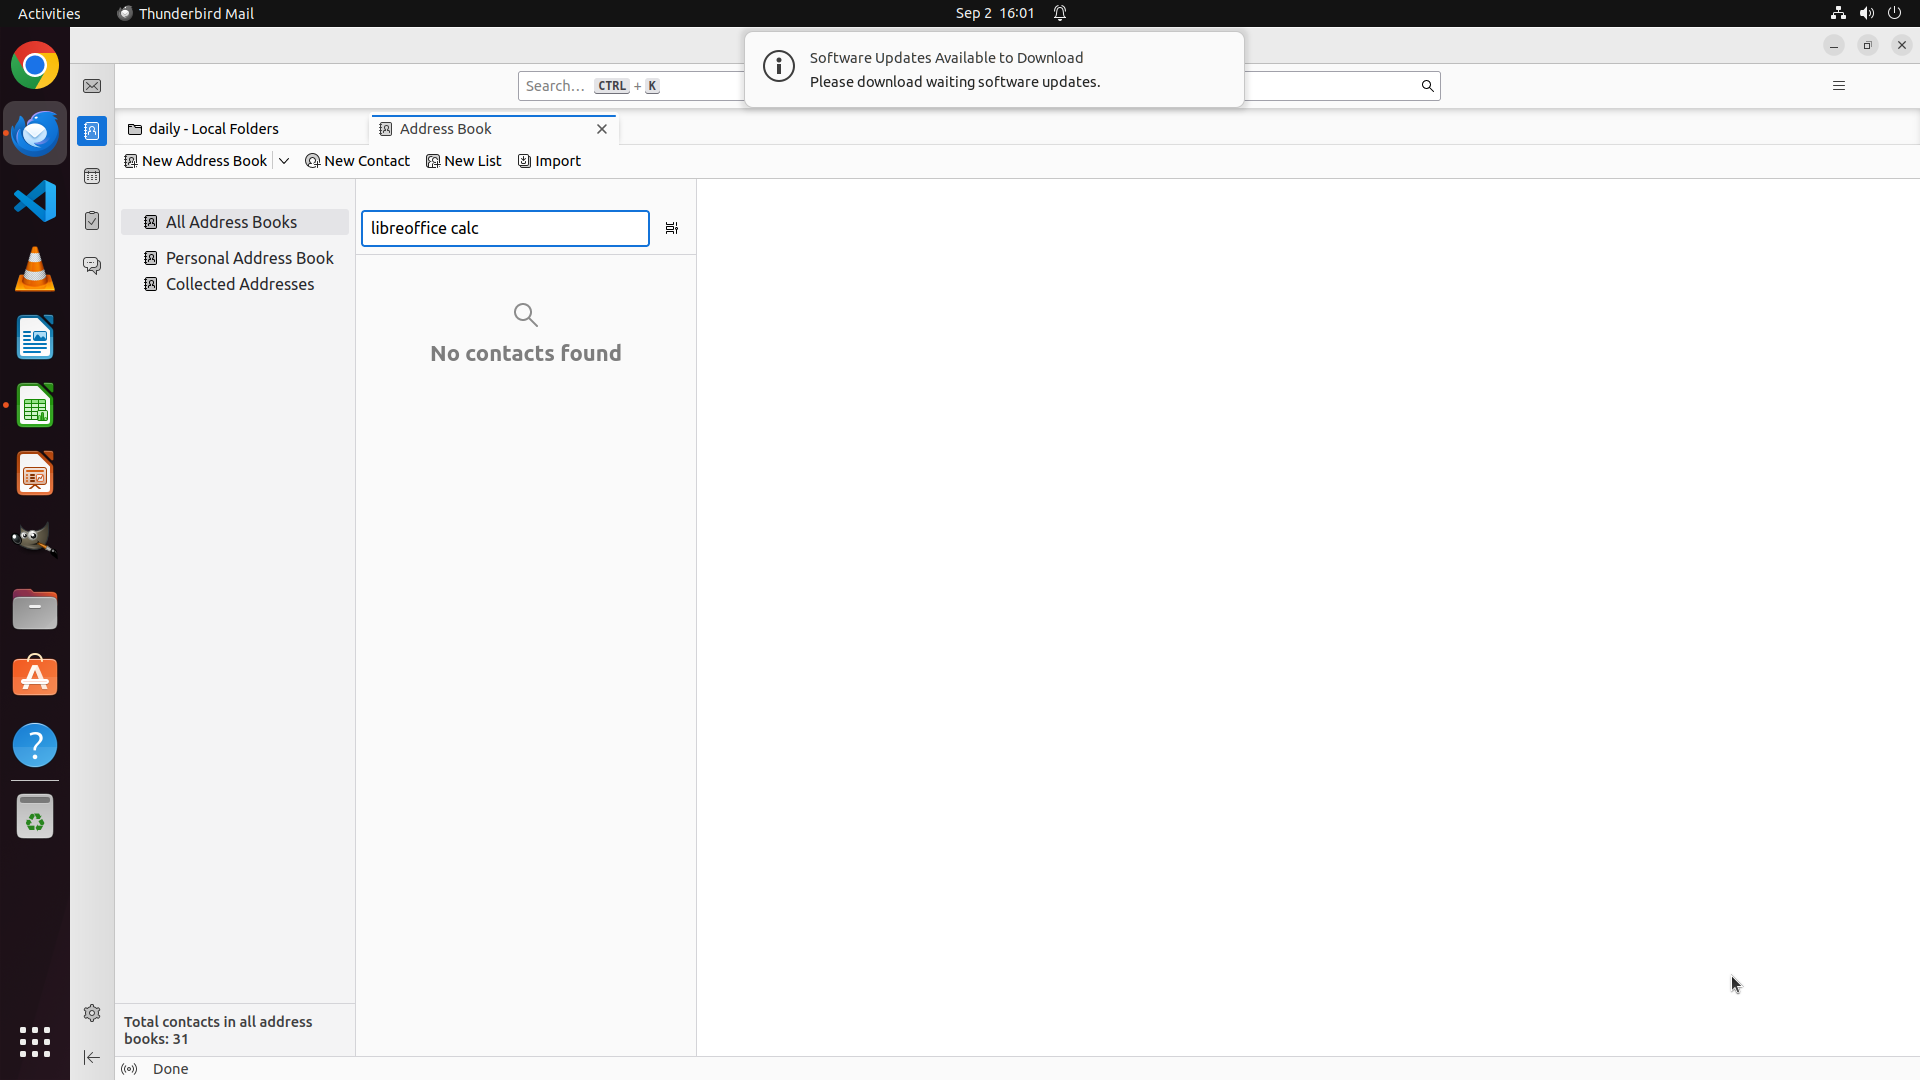 Activities
Thunderbird Mail
Sep 2 16:01
Software Updates Available to Download
Please download waiting software updates.
Search… CTRL + K
daily - Local Folders
Address Book
New Address Book
New Contact
New List
Import
All Address Books
Personal Address Book
Collected Addresses
libreoffice calc
No contacts found
Total contacts in all address
books: 31
Done